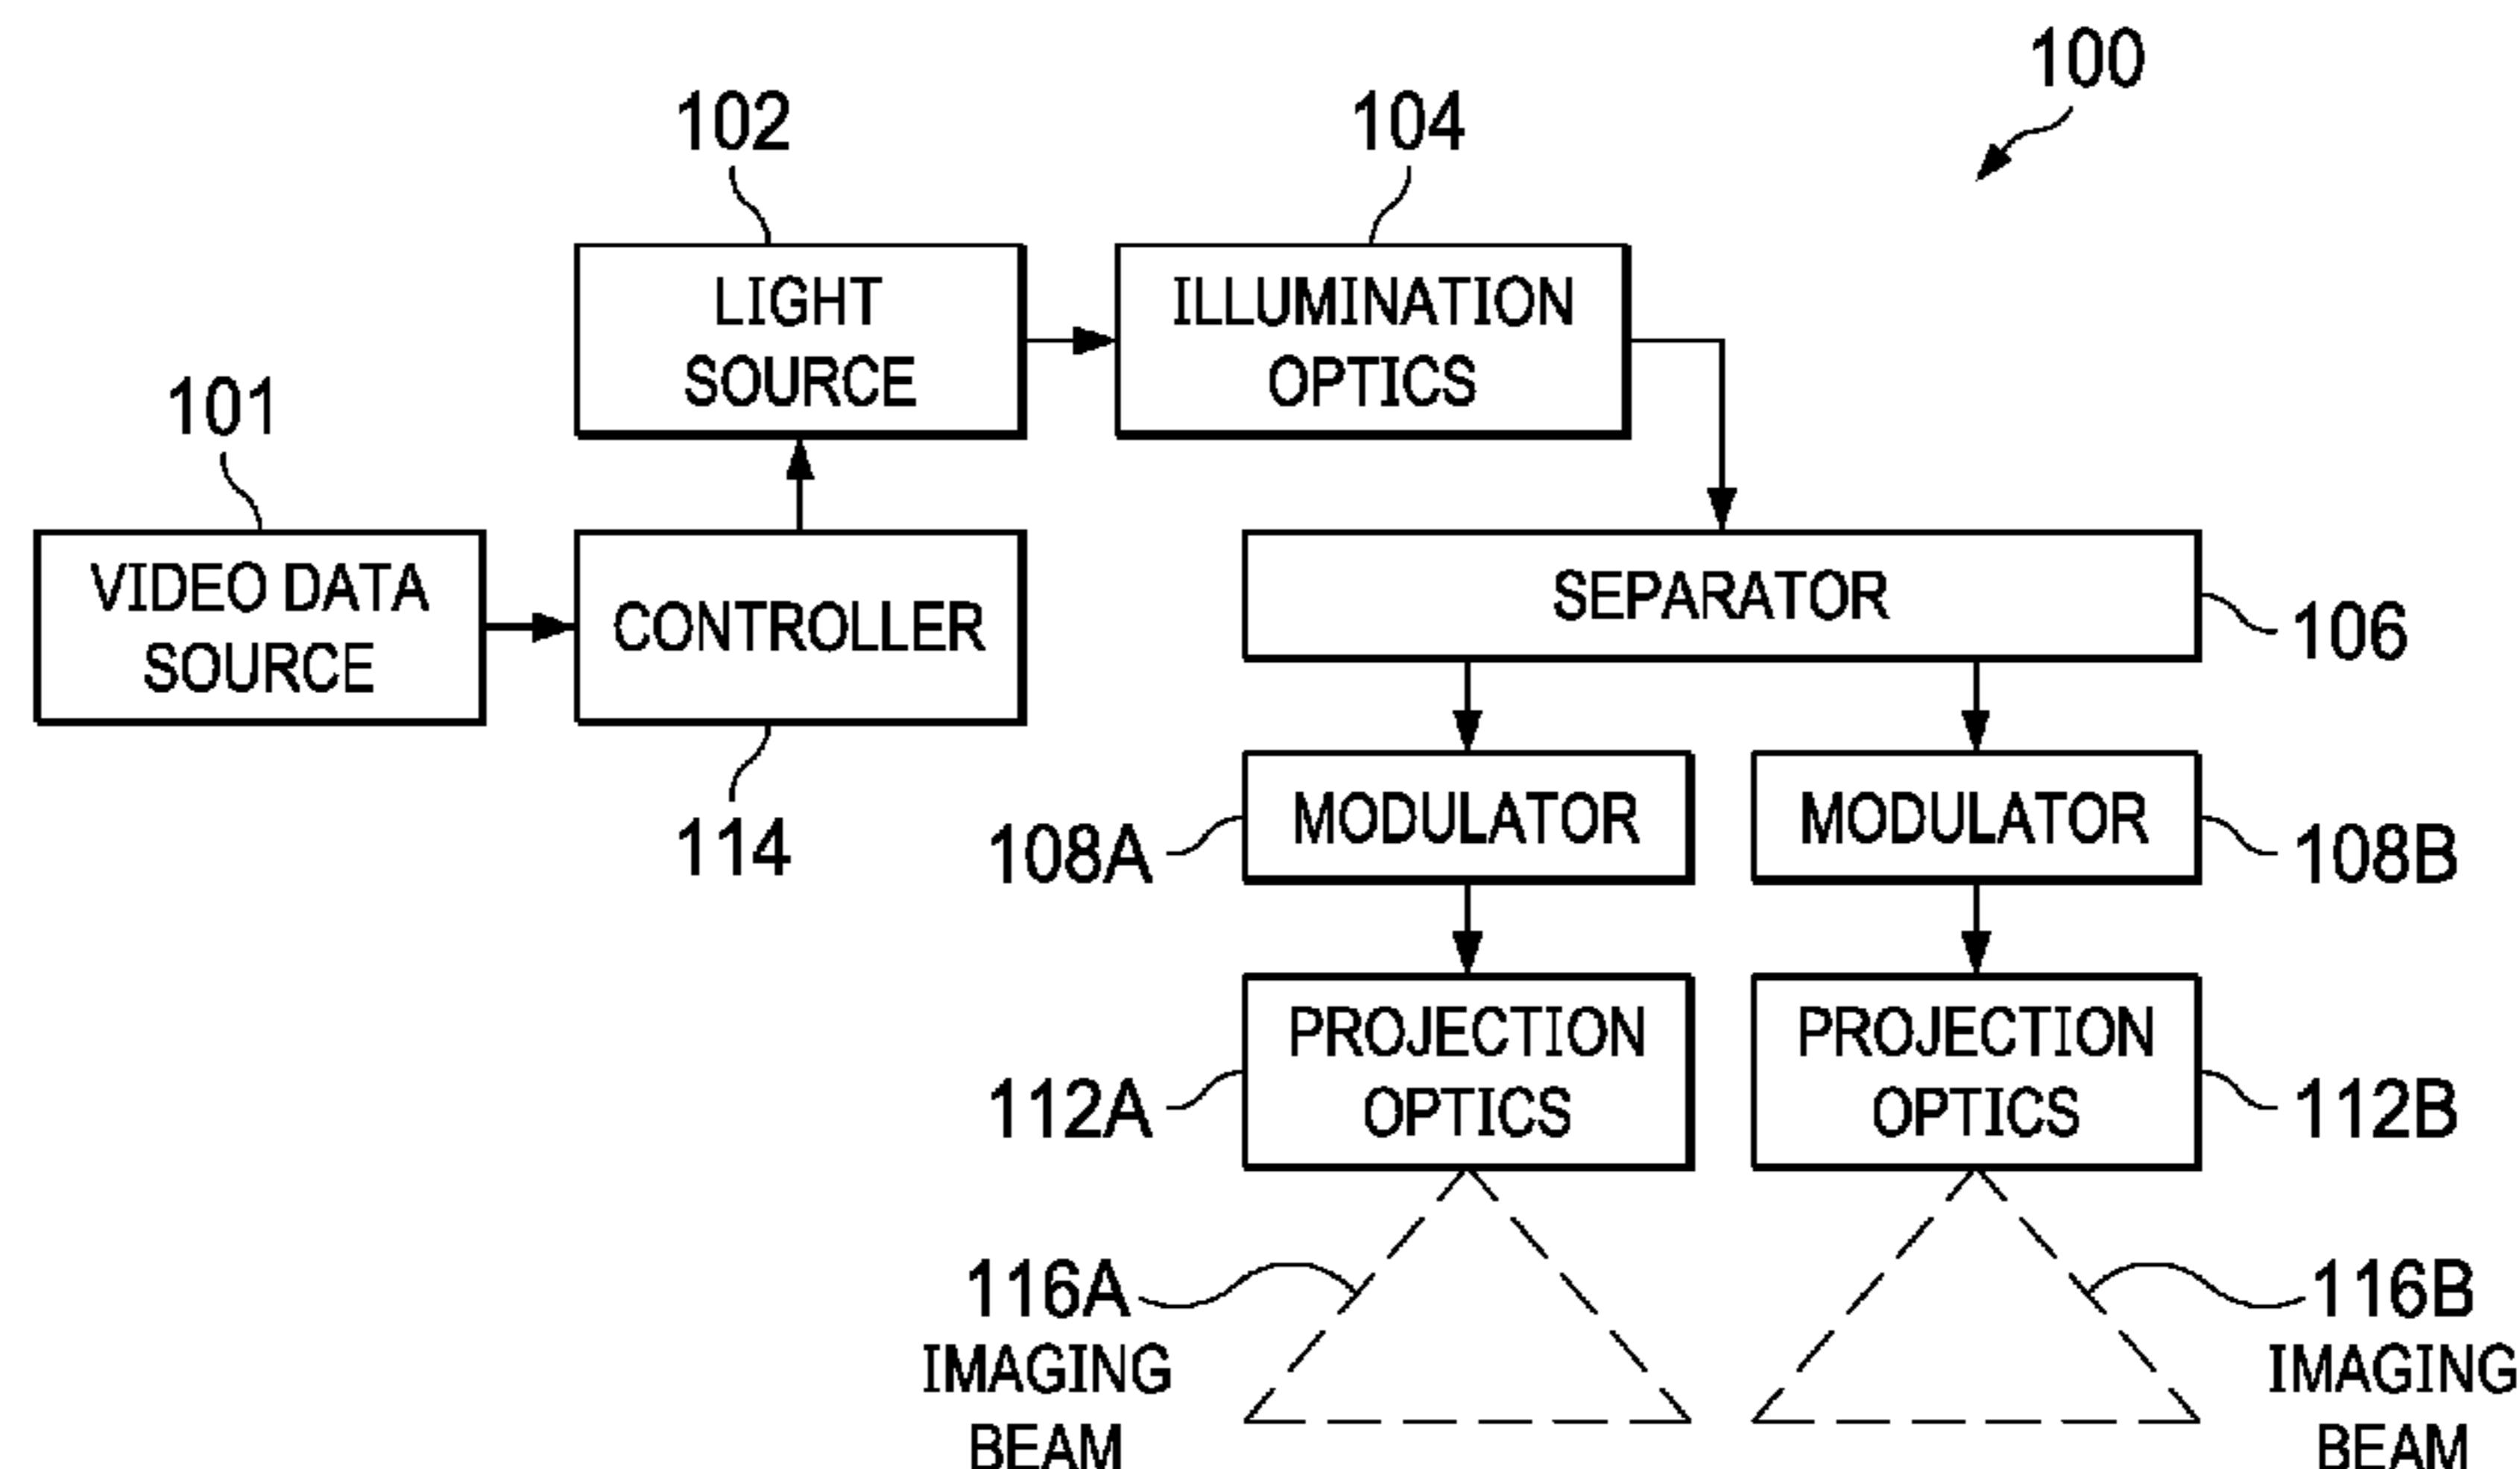 100
102
104
LIGHT
SOURCE
ILLUMINATION
OPTICS
101
VIDEO DATA
SOURCE
CONTROLLER
114
SEPARATOR
106
MODULATOR
108A
MODULATOR
108B
PROJECTION
OPTICS
112A
PROJECTION
OPTICS
112B
116A
IMAGING
BEAM
116B
IMAGING
BEAM